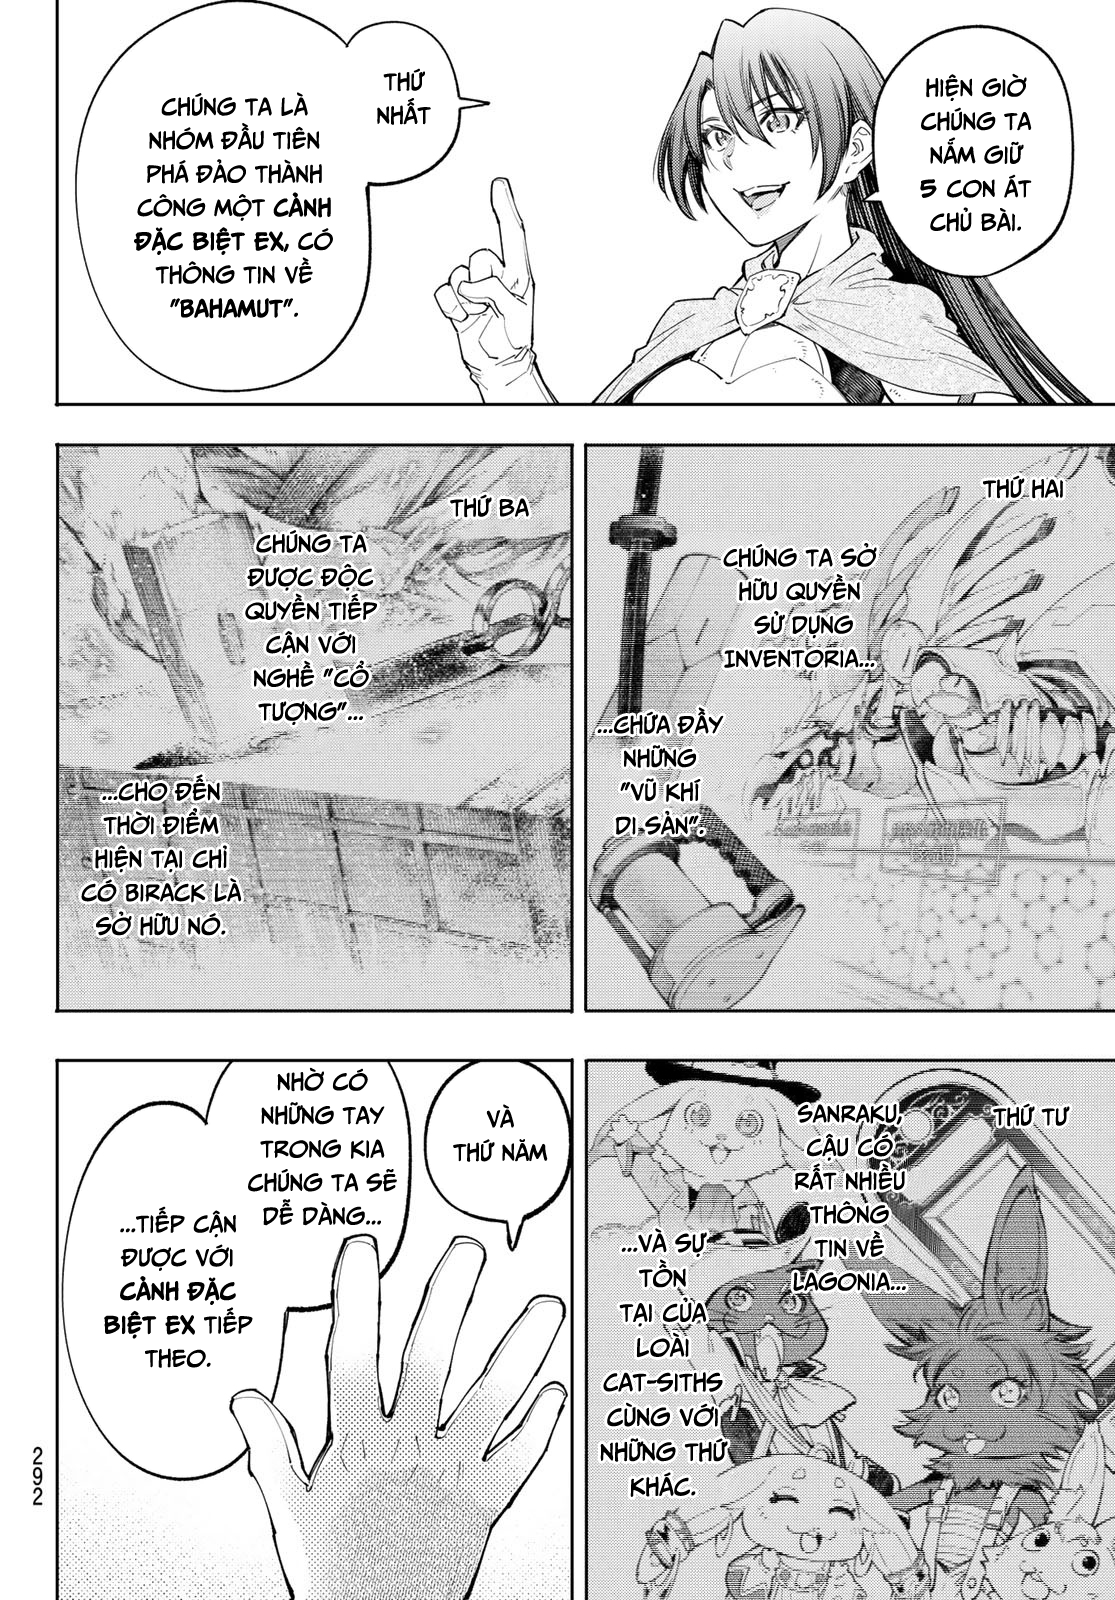 HIỆN GIỜ
CHÚNG TA
NẮM GIỮ
5 CON ÁT
CHỦ BÀI.
THỨ
NHẤT
CHÚNG TA LÀ
NHÓM ĐẦU TIÊN
PHÁ ĐẢO THÀNH
CÔNG MỘT CẢNH
ĐẶC BIỆT EX, CÓ
THÔNG TIN VỀ
"BAHAMUT".
THỨ HAI
CHÚNG TA SỞ
HỮU QUYỀN
SỬ DỤNG
INVENTORIA...
...CHỨA ĐẦY
NHỮNG
"VŨ KHÍ
DI SẢN".
THỨ BA
CHÚNG TA
ĐƯỢC ĐỘC
QUYỀN TIẾP
CẬN VỚI
NGHỀ "CỔ
TƯỢNG"...
...CHO ĐẾN
THỜI ĐIỂM
HIỆN TẠI CHỈ
CÓ BIRACK LÀ
SỞ HỮU NÓ.
THỨ TƯ
SANRAKU,
CẬU CÓ
RẤT NHIỀU
THÔNG
TIN VỀ
LAGONIA...
...VÀ SỰ
TỒN
TẠI CỦA
LOÀI
CAT-SITHS
CÙNG VỚI
NHỮNG THỨ
KHÁC.
VÀ
THỨ NĂM
NHỜ CÓ
NHỮNG TAY
TRONG KIA
CHÚNG TA SẼ
DỄ DÀNG...
...TIẾP CẬN
ĐƯỢC VỚI
CẢNH ĐẶC
BIỆT EX TIẾP
THEO.
292